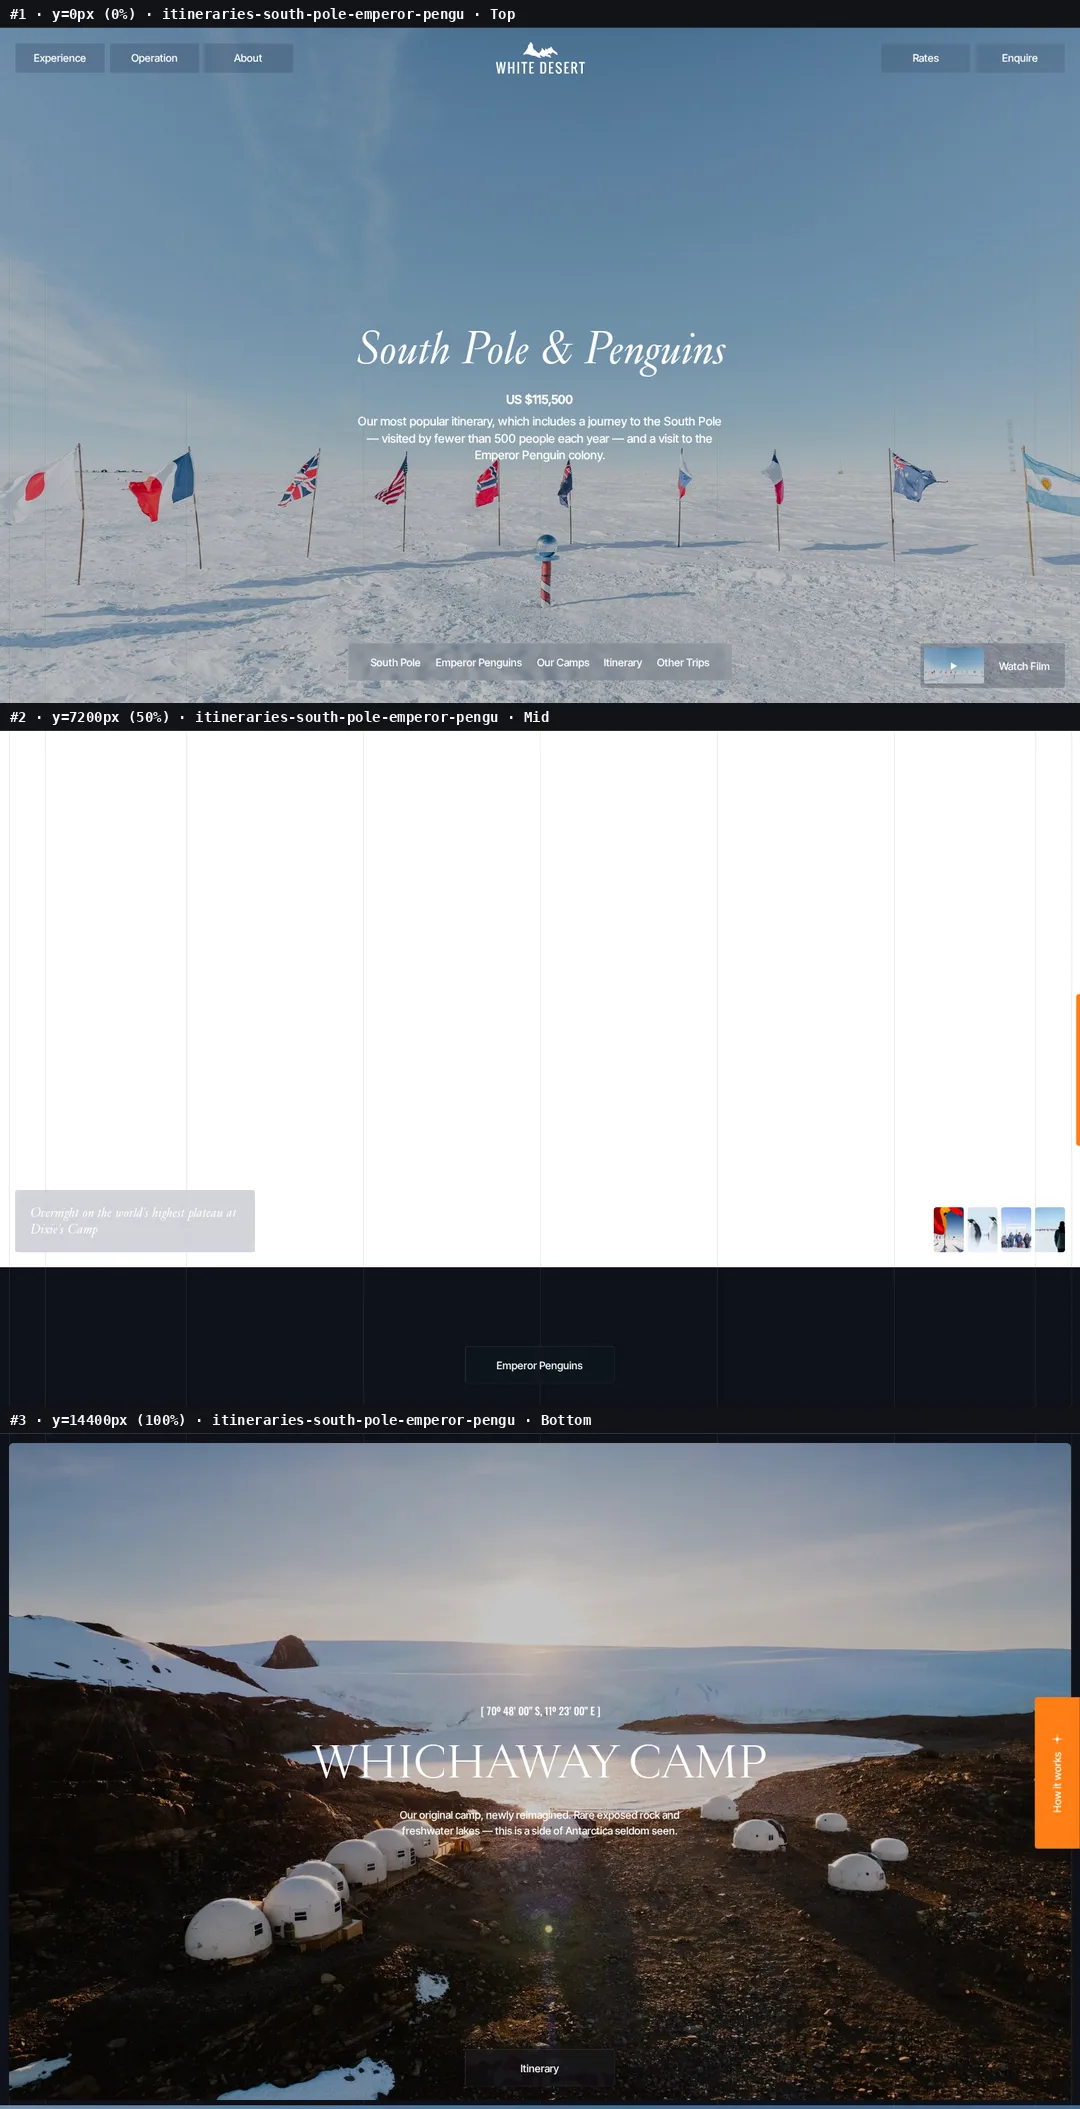 #1 · y=0px (0%) · itineraries-south-pole-emperor-pengu · Top
Experience
Operation
About
WHITE DESERT
Rates
Enquire
South Pole & Penguins
US $115,500
Our most popular itinerary, which includes a journey to the South Pole
— visited by fewer than 500 people each year — and a visit to the
Emperor Penguin colony.
South Pole
Emperor Penguins
Our Camps
Itinerary
Other Trips
Watch Film
#2 · y=7200px (50%) · itineraries-south-pole-emperor-pengu · Mid
Overnight on the world's highest plateau at
Dixie's Camp
Emperor Penguins
#3 · y=14400px (100%) · itineraries-south-pole-emperor-pengu · Bottom
[ 70º 48' 00" S, 11º 23' 00" E ]
WHICHAWAY CAMP
Our original camp, newly reimagined. Rare exposed rock and
freshwater lakes — this is a side of Antarctica seldom seen.
How it works
Itinerary